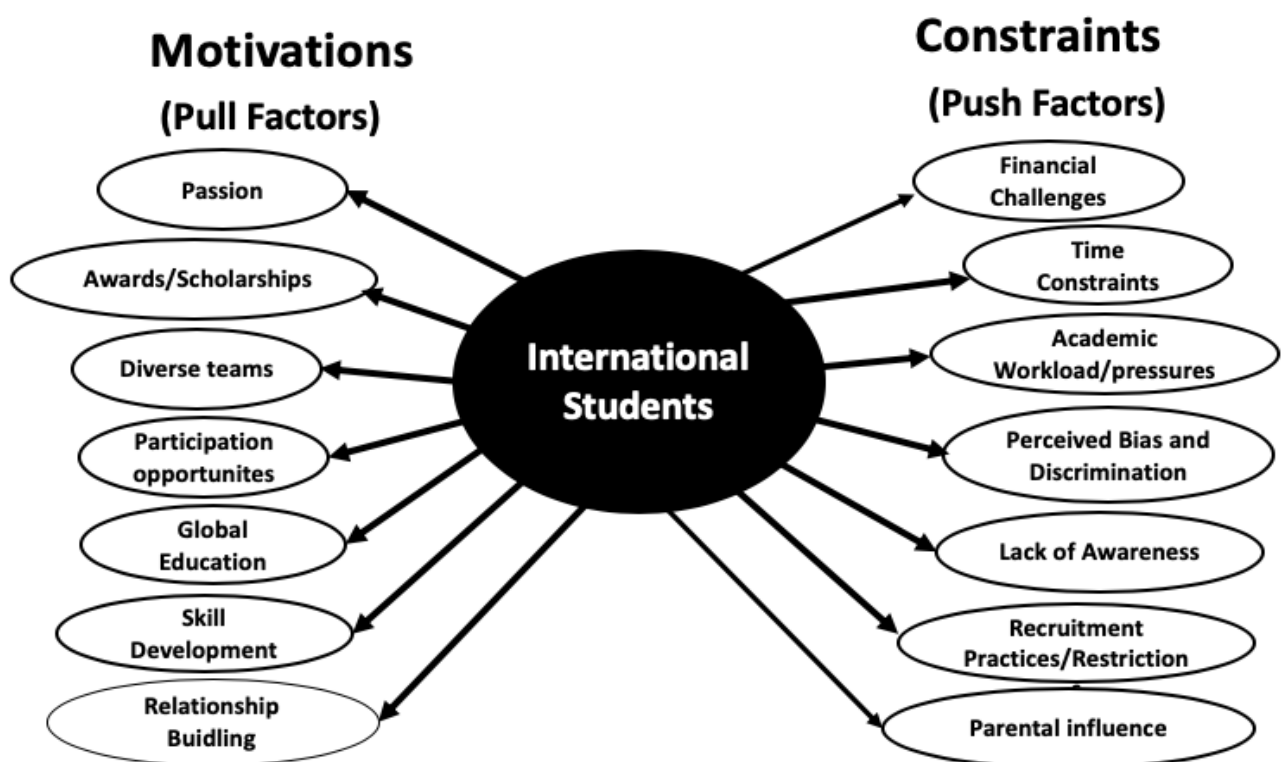 Motivations
(Pull Factors)
Passion
Awards/Scholarships
Diverse teams
Participation
opportunites
Global
Education
Skill
Development
Relationship
Buidling
International
Students
Constraints
(Push Factors)
Financial
Challenges
Time
Constraints
Academic
Workload/pressures
Perceived Bias and
Discrimination
Lack of Awareness
Recruitment
Practices/Restriction
Parental influence